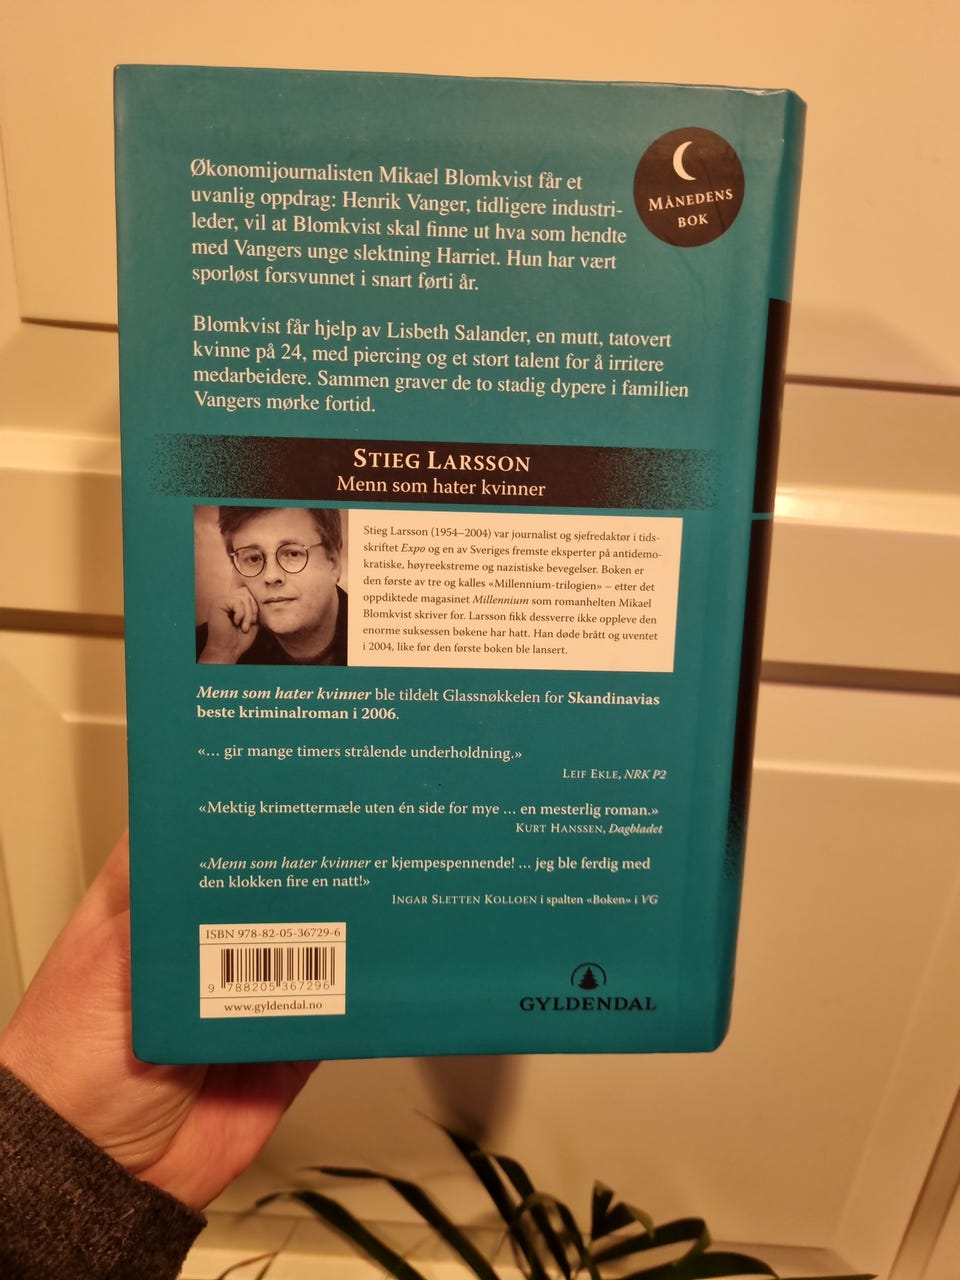 Økonomijournalisten Mikael Blomkvist får et
uvanlig oppdrag: Henrik Vanger, tidligere industri-
leder, vil at Blomkvist skal finne ut hva som hendte
med Vangers unge slektning Harriet. Hun har vært
sporløst forsvunnet i snart førti år.
MÅNEDENS
BOK
Blomkvist får hjelp av Lisbeth Salander, en mutt, tatovert
kvinne på 24, med piercing og et stort talent for å irritere
medarbeidere. Sammen graver de to stadig dypere i familien
Vangers mørke fortid.
STIEG LARSSON
Menn som hater kvinner
Stieg Larsson (1954–2004) var journalist og sjefredaktør i tids-
skriftet Expo og en av Sveriges fremste eksperter på antidemo-
kratiske, høyreekstreme og nazistiske bevegelser. Boken er
den første av tre og kalles «Millennium-trilogien» – etter det
oppdiktede magasinet Millennium som romanhelten Mikael
Blomkvist skriver for. Larsson fikk dessverre ikke oppleve den
enorme suksessen bøkene har hatt. Han døde brått og uventet
i 2004, like før den første boken ble lansert.
Menn som hater kvinner ble tildelt Glassnøkkelen for Skandinavias
beste kriminalroman i 2006.
«... gir mange timers strålende underholdning.»
LEIF EKLE, NRK P2
«Mektig krimettermæle uten én side for mye ... en mesterlig roman.»
KURT HANSSEN, Dagbladet
«Menn som hater kvinner er kjempespennende! ... jeg ble ferdig med
den klokken fire en natt!»
INGAR SLETTEN KOLLOEN i spalten «Boken» i VG
ISBN 978-82-05-36729-6
9 788205 367296
www.gyldendal.no
GYLDENDAL